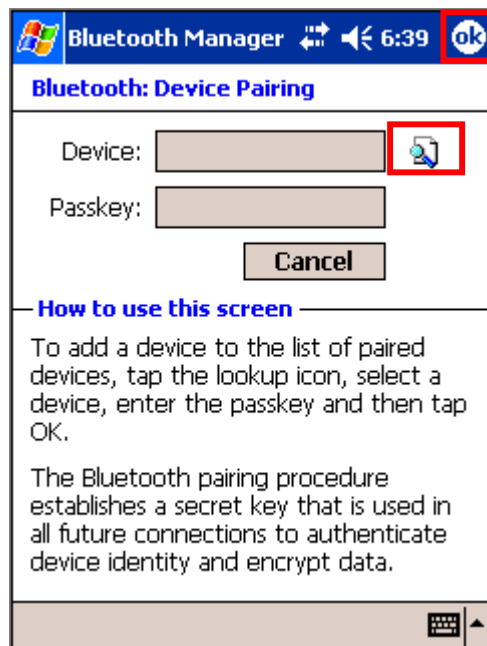 Bluetooth Manager 6:39 ok
Bluetooth: Device Pairing
Device:
Passkey:
Cancel
How to use this screen
To add a device to the list of paired
devices, tap the lookup icon, select a
device, enter the passkey and then tap
OK.
The Bluetooth pairing procedure
establishes a secret key that is used in
all future connections to authenticate
device identity and encrypt data.